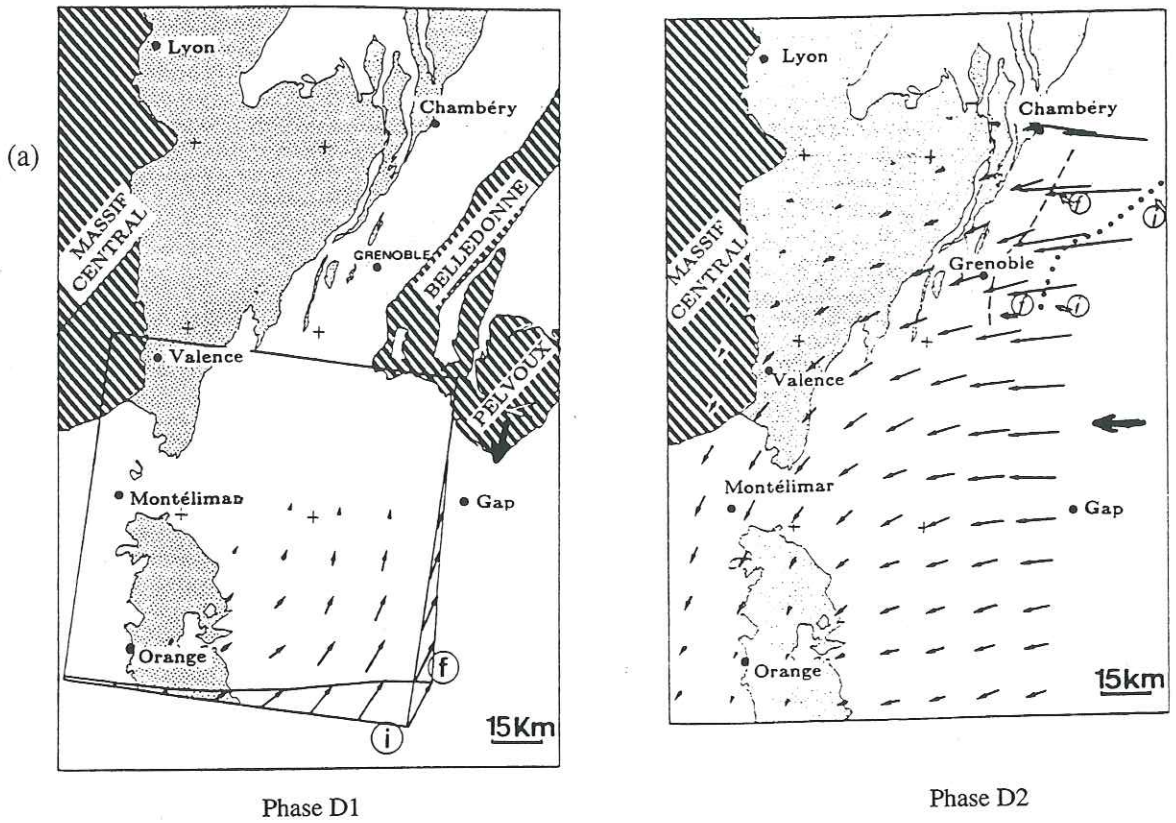 (a)
Lyon
Chambéry
MASSIF
CENTRAL
BELLEDONNE
GRENOBLE
PELVOUX
Valence
Montélimar
Gap
Orange
f
i
15Km
Phase D1
Lyon
Chambéry
MASSIF
CENTRAL
f
i
Grenoble
f
i
Valence
Montélimar
Gap
Orange
15km
Phase D2